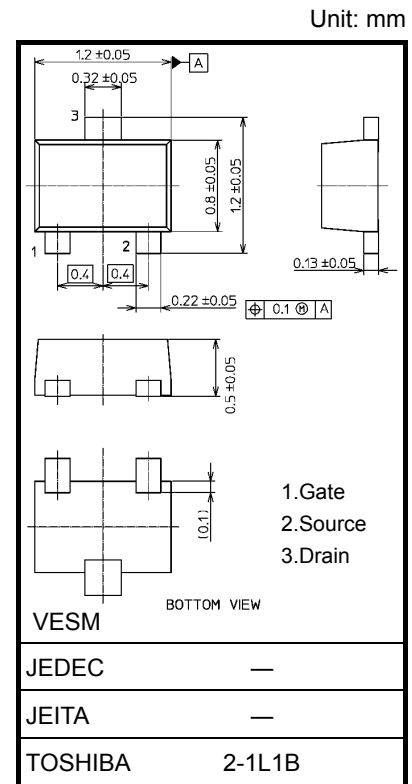 Unit: mm
1.2 ±0.05
A
0.32 ±0.05
3
0.8 ±0.05
1.2 ±0.05
1
2
0.13 ±0.05
0.4
0.4
0.22 ±0.05
⌖ 0.1 Ⓜ A
0.5 ±0.05
(0.1)
1.Gate
2.Source
3.Drain
BOTTOM VIEW
VESM
JEDEC —
JEITA —
TOSHIBA 2-1L1B